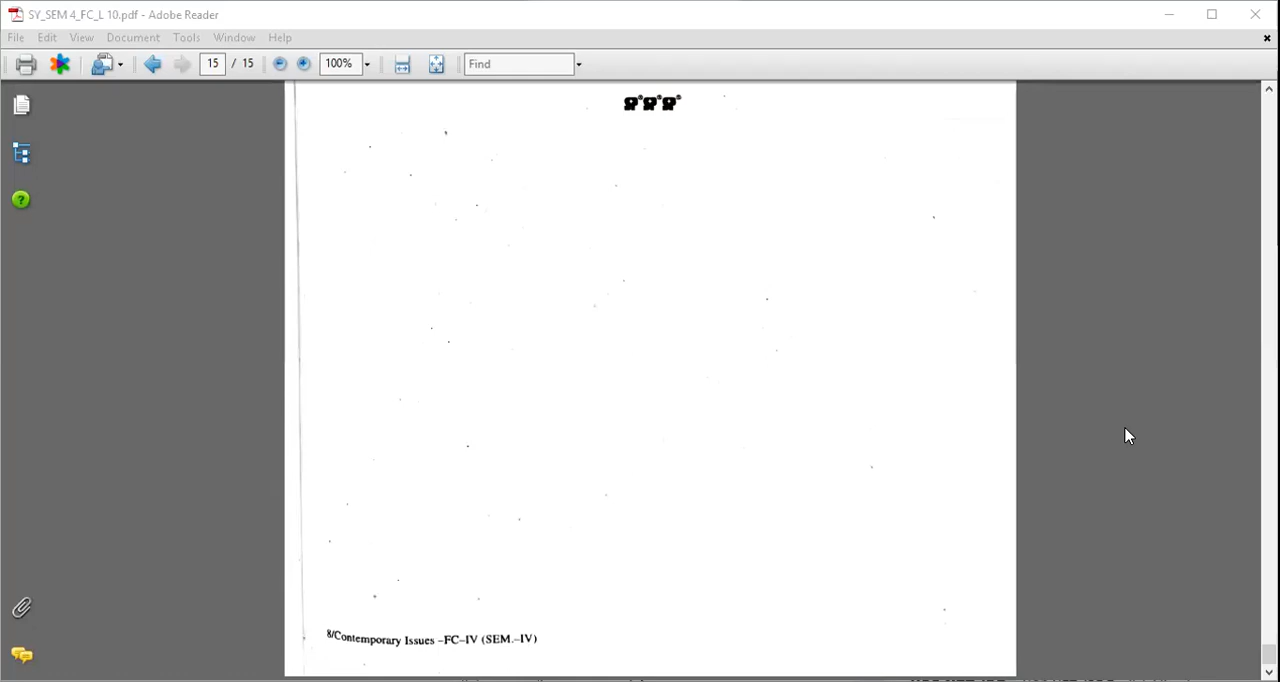 SY_SEM 4_FC_L 10.pdf - Adobe Reader
File Edit View Document Tools Window Help
15 / 15 100% Find
8/Contemporary Issues –FC–IV (SEM.–IV)